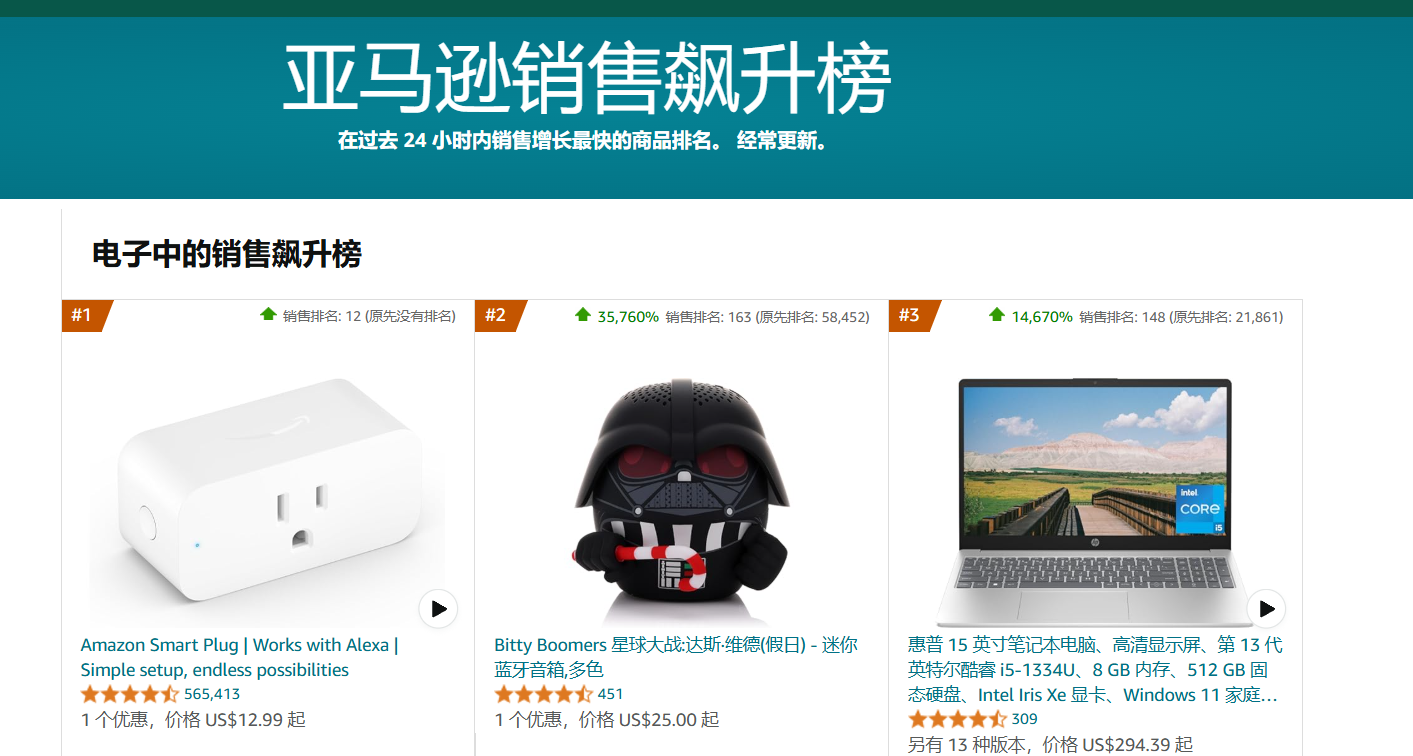 亚马逊销售飙升榜
在过去 24 小时内销售增长最快的商品排名。 经常更新。
电子中的销售飙升榜
#1
销售排名: 12 (原先没有排名)
Amazon Smart Plug | Works with Alexa |
Simple setup, endless possibilities
565,413
1 个优惠，价格 US$12.99 起
#2
35,760% 销售排名: 163 (原先排名: 58,452)
Bitty Boomers 星球大战:达斯·维德(假日) - 迷你
蓝牙音箱,多色
451
1 个优惠，价格 US$25.00 起
#3
14,670% 销售排名: 148 (原先排名: 21,861)
intel
CORE
i5
hp
惠普 15 英寸笔记本电脑、高清显示屏、第 13 代
英特尔酷睿 i5-1334U、8 GB 内存、512 GB 固
态硬盘、Intel Iris Xe 显卡、Windows 11 家庭…
309
另有 13 种版本，价格 US$294.39 起